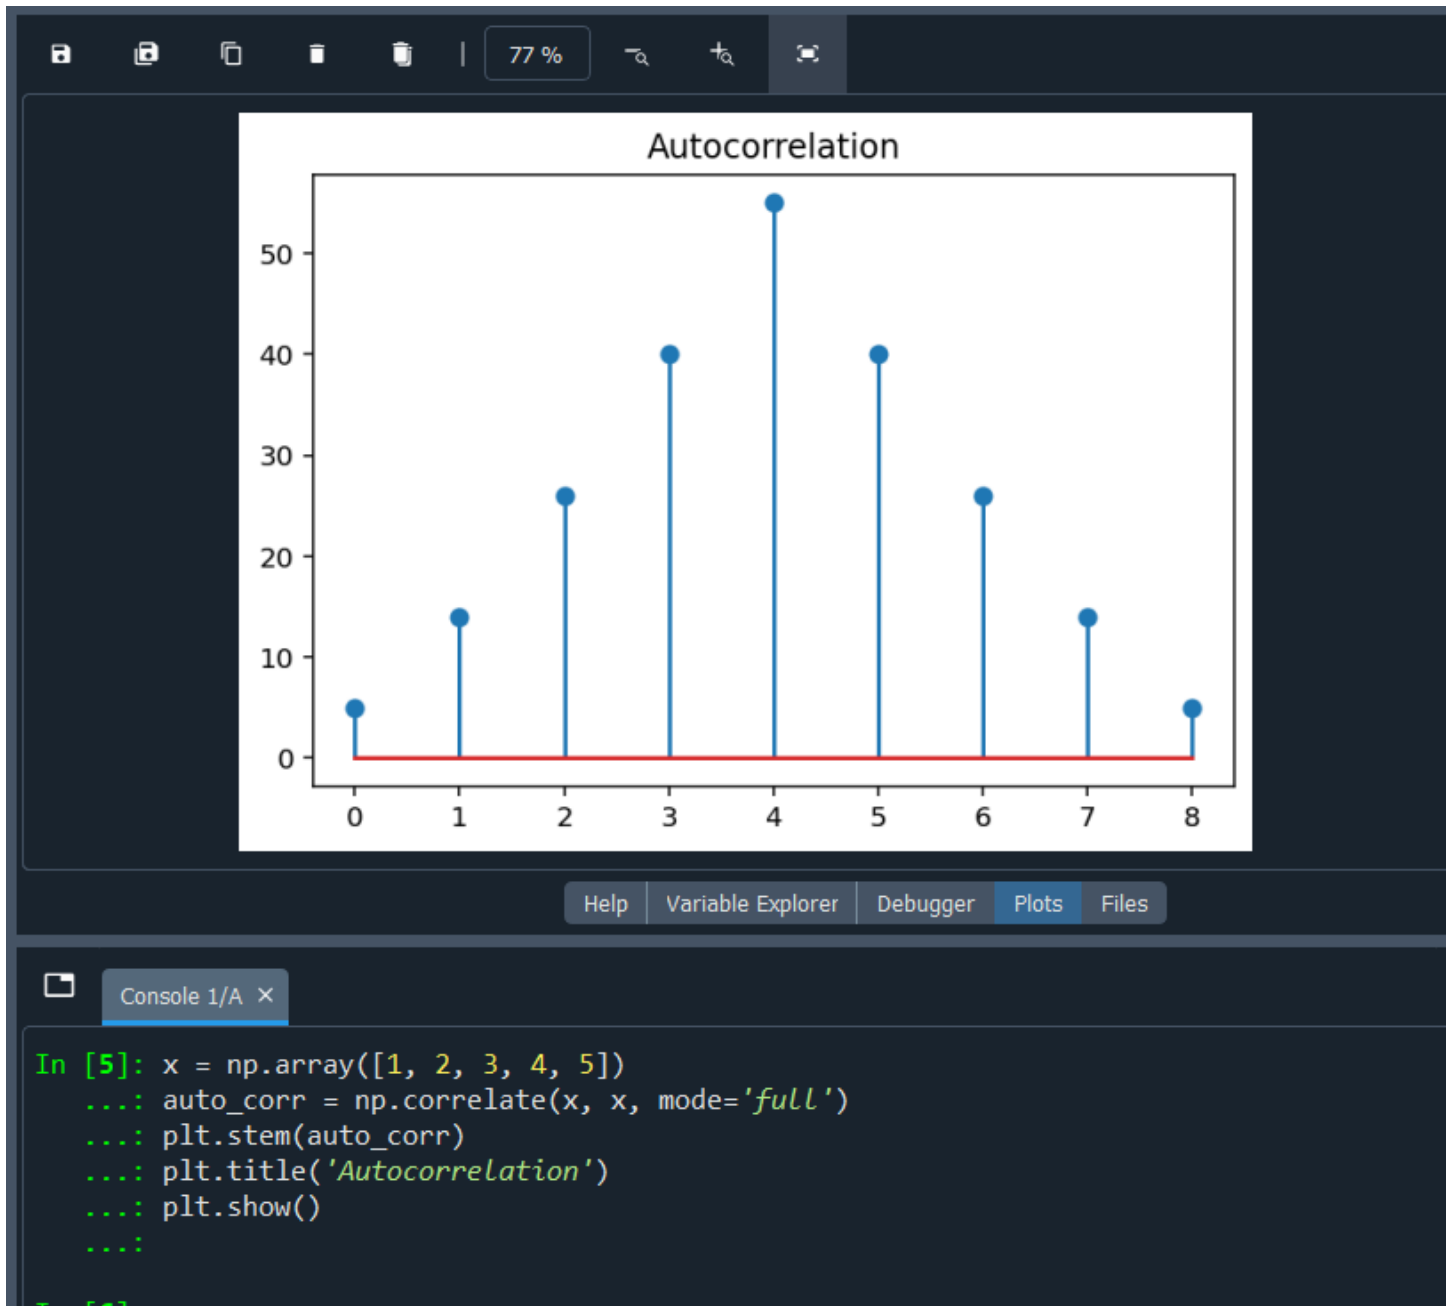 77 %
Autocorrelation
50
40
30
20
10
0
0 1 2 3 4 5 6 7 8
Help Variable Explorer Debugger Plots Files
Console 1/A ×
In [5]: x = np.array([1, 2, 3, 4, 5])
...: auto_corr = np.correlate(x, x, mode='full')
...: plt.stem(auto_corr)
...: plt.title('Autocorrelation')
...: plt.show()
...: